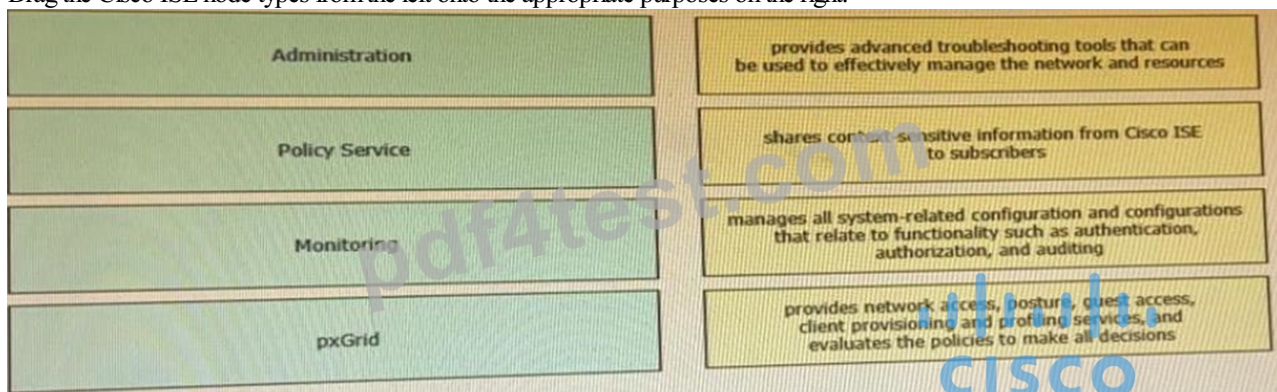 Drag the Cisco ISE node types from the left onto the appropriate purposes on the right.
Administration
provides advanced troubleshooting tools that can
be used to effectively manage the network and resources
Policy Service
shares context-sensitive information from Cisco ISE
to subscribers
Monitoring
manages all system-related configuration and configurations
that relate to functionality such as authentication,
authorization, and auditing
pxGrid
provides network access, posture, guest access,
client provisioning and profiling services, and
evaluates the policies to make all decisions
pdf4test.com
CISCO